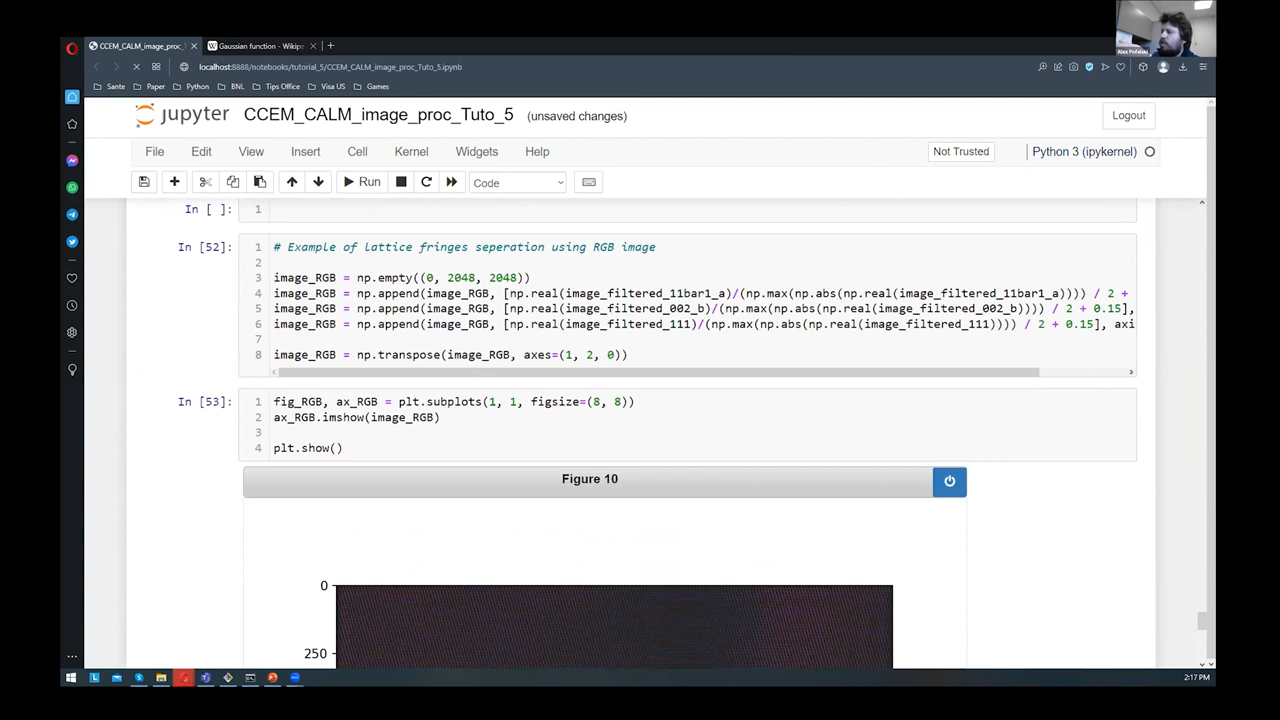 CCEM_CALM_image_proc_
Gaussian function - Wikipe
Alex Pofelski
localhost:8888/notebooks/tutorial_5/CCEM_CALM_image_proc_Tuto_5.ipynb
Sante Paper Python BNL Tips Office Visa US Games
jupyter CCEM_CALM_image_proc_Tuto_5 (unsaved changes) Logout
File Edit View Insert Cell Kernel Widgets Help Not Trusted Python 3 (ipykernel)
Run Code
In [ ]: 1
In [52]: 1 # Example of lattice fringes seperation using RGB image
2
3 image_RGB = np.empty((0, 2048, 2048))
4 image_RGB = np.append(image_RGB, [np.real(image_filtered_11bar1_a)/(np.max(np.abs(np.real(image_filtered_11bar1_a)))) / 2 +
5 image_RGB = np.append(image_RGB, [np.real(image_filtered_002_b)/(np.max(np.abs(np.real(image_filtered_002_b)))) / 2 + 0.15],
6 image_RGB = np.append(image_RGB, [np.real(image_filtered_111)/(np.max(np.abs(np.real(image_filtered_111)))) / 2 + 0.15], axi
7
8 image_RGB = np.transpose(image_RGB, axes=(1, 2, 0))
In [53]: 1 fig_RGB, ax_RGB = plt.subplots(1, 1, figsize=(8, 8))
2 ax_RGB.imshow(image_RGB)
3
4 plt.show()
Figure 10
0
250
2:17 PM